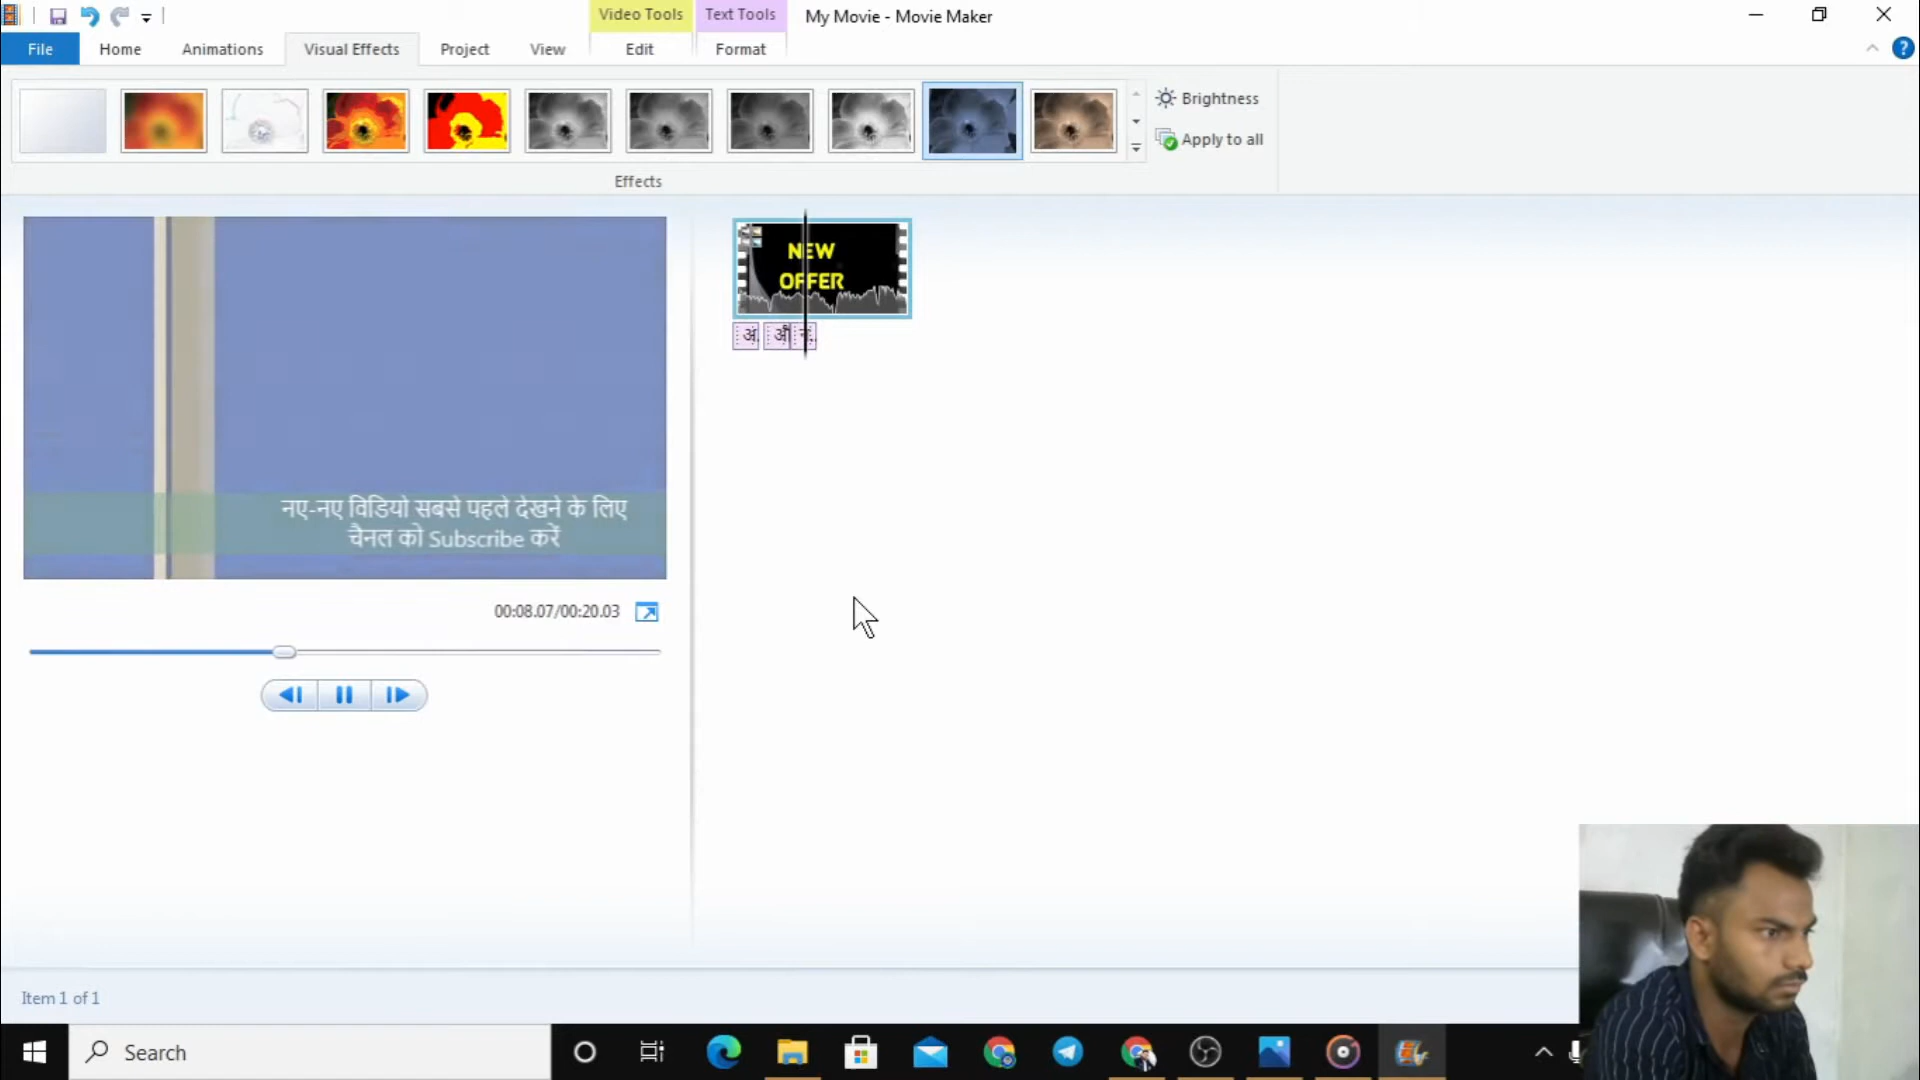 Video Tools
Text Tools
My Movie - Movie Maker
File
Home
Animations
Visual Effects
Project
View
Edit
Format
Brightness
Apply to all
Effects
NEW
OFFER
नए-नए विडियो सबसे पहले देखने के लिए
चैनल को Subscribe करें
00:08.07/00:20.03
Item 1 of 1
Search